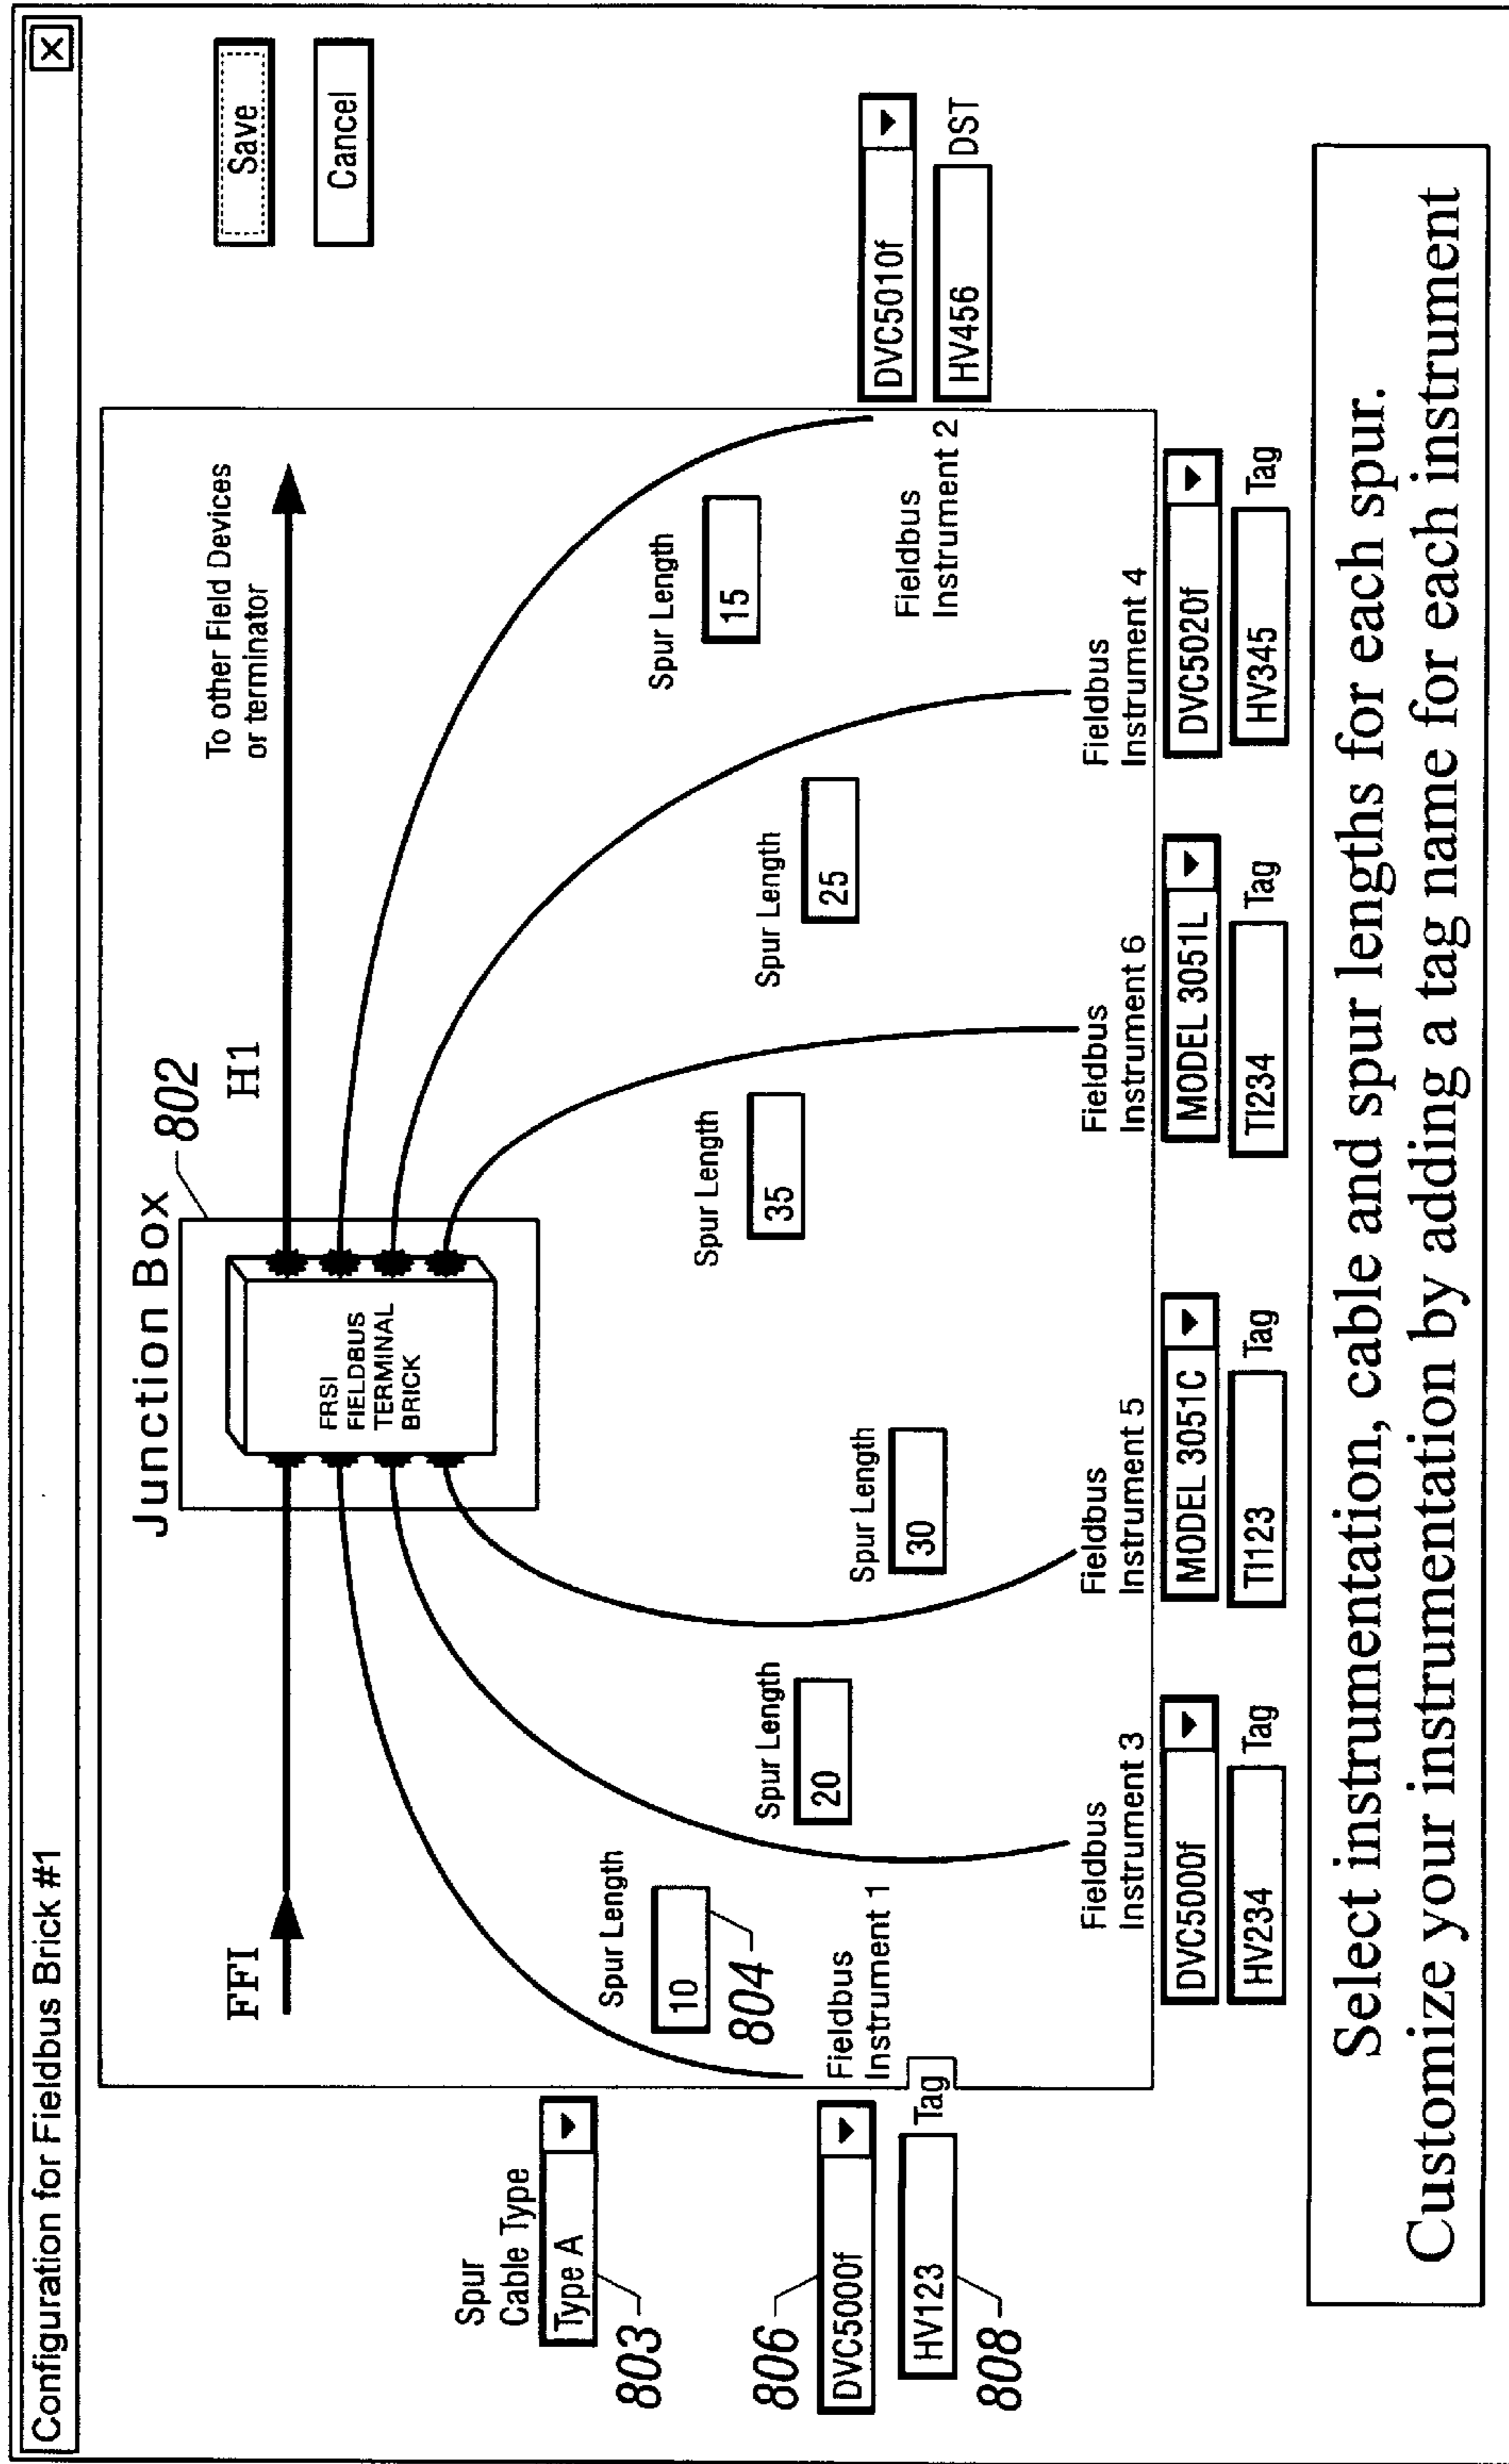 Configuration for Fieldbus Brick #1
X
Save
Cancel
Junction Box
802
FFI
H1
To other Field Devices
or terminator
FRSI
FIELDBUS
TERMINAL
BRICK
Spur
Cable Type
Type A
803
Spur Length
10
804
Spur Length
20
Spur Length
30
Spur Length
35
Spur Length
25
Spur Length
15
806
DVC5000f
HV123
Tag
808
Fieldbus
Instrument 1
Fieldbus
Instrument 2
DVC5010f
HV456
DST
Fieldbus
Instrument 3
DVC5000f
HV234
Tag
Fieldbus
Instrument 5
MODEL 3051C
TI123
Tag
Fieldbus
Instrument 6
MODEL 3051L
TI234
Tag
Fieldbus
Instrument 4
DVC5020f
HV345
Tag
Select instrumentation, cable and spur lengths for each spur.
Customize your instrumentation by adding a tag name for each instrument